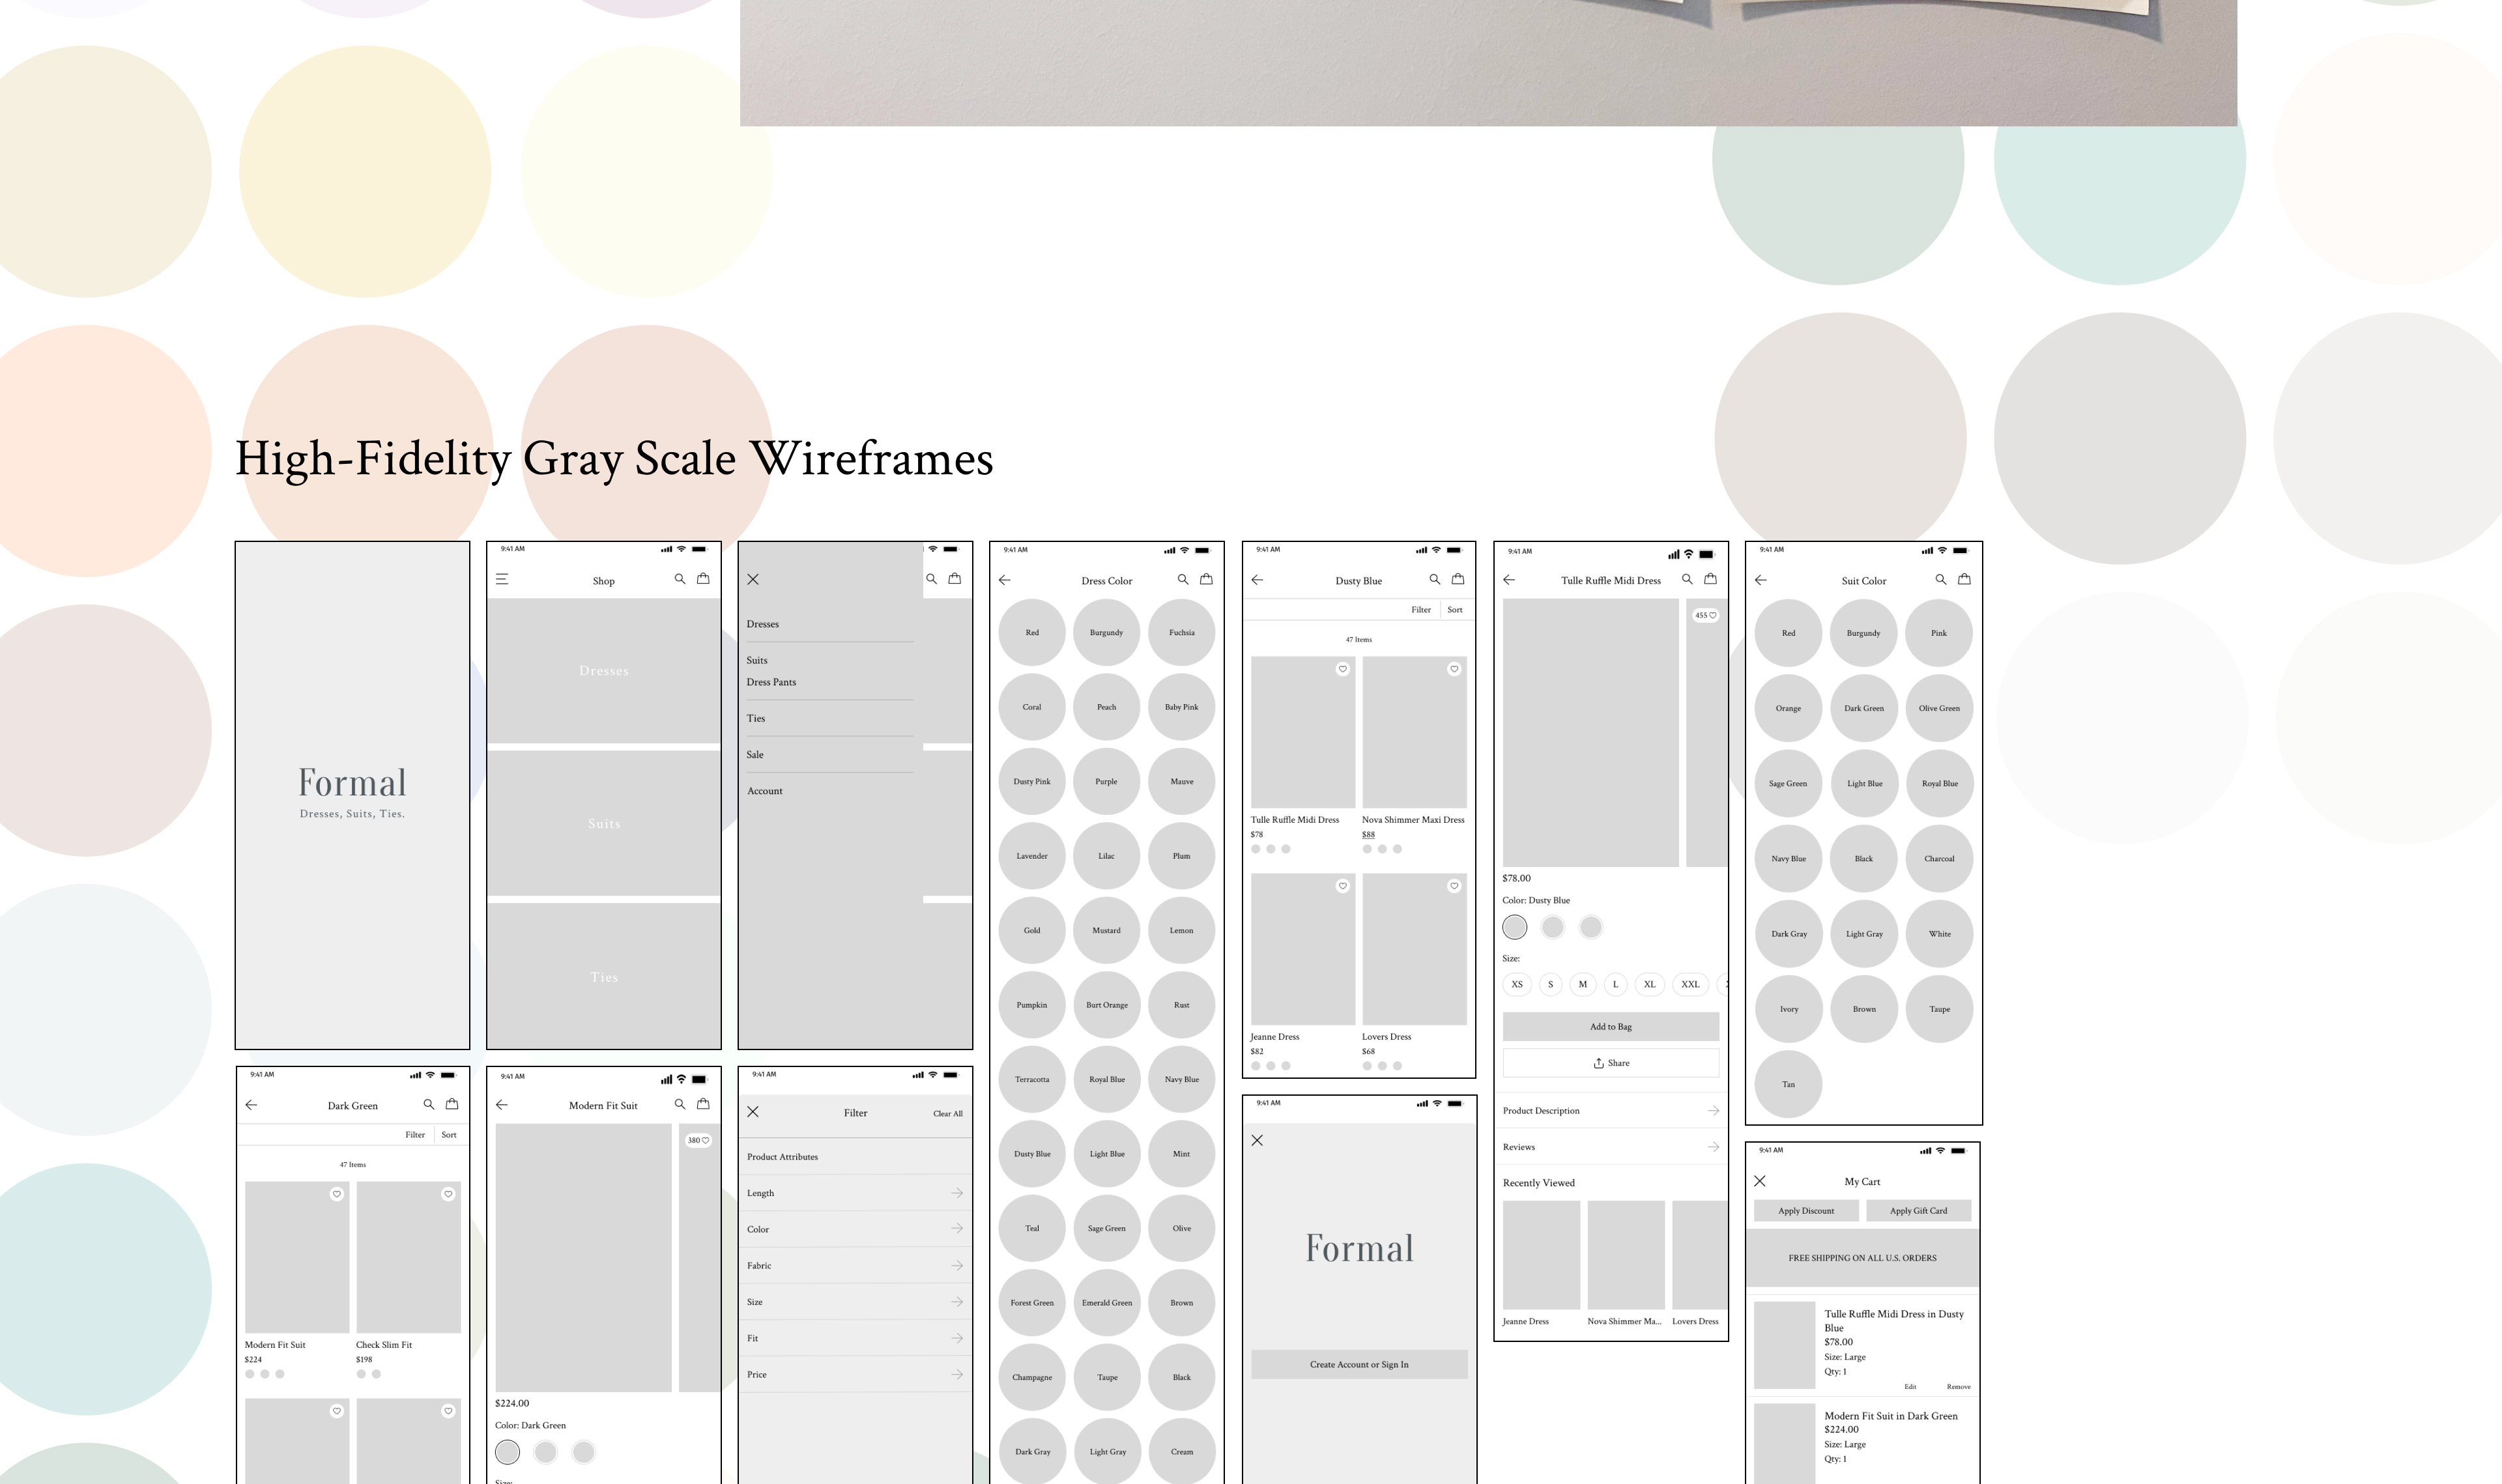 High-Fidelity Gray Scale Wireframes
Formal
Dresses, Suits, Ties.
9:41 AM
Shop
Dresses
Suits
Ties
Dresses
Suits
Dress Pants
Ties
Sale
Account
9:41 AM
Dress Color
Red
Burgundy
Fuchsia
Coral
Peach
Baby Pink
Dusty Pink
Purple
Mauve
Lavender
Lilac
Plum
Gold
Mustard
Lemon
Pumpkin
Burt Orange
Rust
Terracotta
Royal Blue
Navy Blue
Dusty Blue
Light Blue
Mint
Teal
Sage Green
Olive
Forest Green
Emerald Green
Brown
Champagne
Taupe
Black
Dark Gray
Light Gray
Cream
9:41 AM
Dusty Blue
Filter
Sort
47 Items
Tulle Ruffle Midi Dress
$78
Nova Shimmer Maxi Dress
$88
Jeanne Dress
$82
Lovers Dress
$68
9:41 AM
Tulle Ruffle Midi Dress
455
$78.00
Color: Dusty Blue
Size:
XS
S
M
L
XL
XXL
Add to Bag
Share
Product Description
Reviews
Recently Viewed
Jeanne Dress
Nova Shimmer Ma...
Lovers Dress
9:41 AM
Suit Color
Red
Burgundy
Pink
Orange
Dark Green
Olive Green
Sage Green
Light Blue
Royal Blue
Navy Blue
Black
Charcoal
Dark Gray
Light Gray
White
Ivory
Brown
Taupe
Tan
9:41 AM
Dark Green
Filter
Sort
47 Items
Modern Fit Suit
$224
Check Slim Fit
$198
9:41 AM
Modern Fit Suit
380
$224.00
Color: Dark Green
Size:
9:41 AM
Filter
Clear All
Product Attributes
Length
Color
Fabric
Size
Fit
Price
9:41 AM
Formal
Create Account or Sign In
9:41 AM
My Cart
Apply Discount
Apply Gift Card
FREE SHIPPING ON ALL U.S. ORDERS
Tulle Ruffle Midi Dress in Dusty
Blue
$78.00
Size: Large
Qty: 1
Edit
Remove
Modern Fit Suit in Dark Green
$224.00
Size: Large
Qty: 1